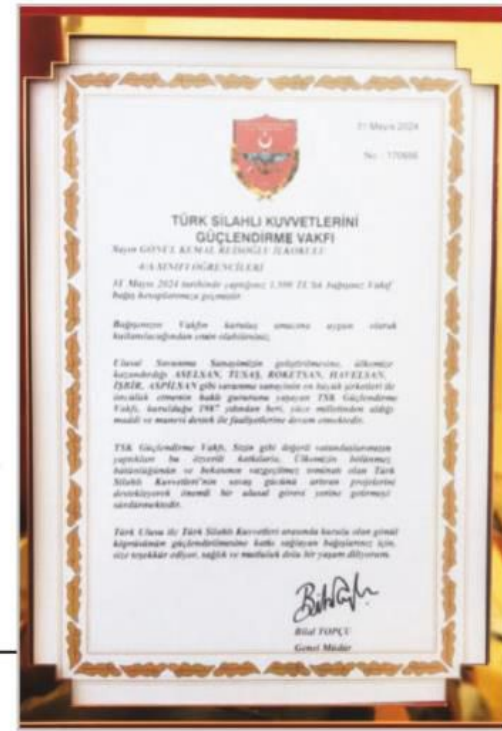 31 Mayıs 2024
No : 170606
TÜRK SİLAHLI KUVVETLERİNİ
GÜÇLENDİRME VAKFI
Sayın GÖNÜL KEMAL REİSOĞLU İLKOKULU
4/A SINIFI ÖĞRENCİLERİ
31 Mayıs 2024 tarihinde yaptığınız 1.500 TL'lik bağışınız Vakıf
bağış hesaplarımıza geçmiştir.
Bağışınızın Vakfın kuruluş amacına uygun olarak
kullanılacağından emin olabilirsiniz.
Ulusal Savunma Sanayimizin geliştirilmesine, ülkemize
kazandırdığı ASELSAN, TUSAŞ, ROKETSAN, HAVELSAN,
İŞBİR, ASPİLSAN gibi savunma sanayinin en büyük şirketleri ile
öncülük etmenin haklı gururunu yaşayan TSK Güçlendirme
Vakfı, kurulduğu 1987 yılından beri, yüce milletinden aldığı
maddi ve manevi destek ile faaliyetlerine devam etmektedir.
TSK Güçlendirme Vakfı, Sizin gibi değerli vatandaşlarımızın
yaptıkları bu özverili katkılarla, Ülkemizin bölünmez
bütünlüğünün ve bekasının vazgeçilmez teminatı olan Türk
Silahlı Kuvvetleri'nin savaş gücünü artıran projelerini
destekleyerek önemli bir ulusal görevi yerine getirmeyi
sürdürmektedir.
Türk Ulusu ile Türk Silahlı Kuvvetleri arasında kurulu olan gönül
köprüsünün güçlendirilmesine katkı sağlayan bağışlarınız için,
size teşekkür ediyor, sağlık ve mutluluk dolu bir yaşam diliyorum.
Bilal TOPÇU
Genel Müdür